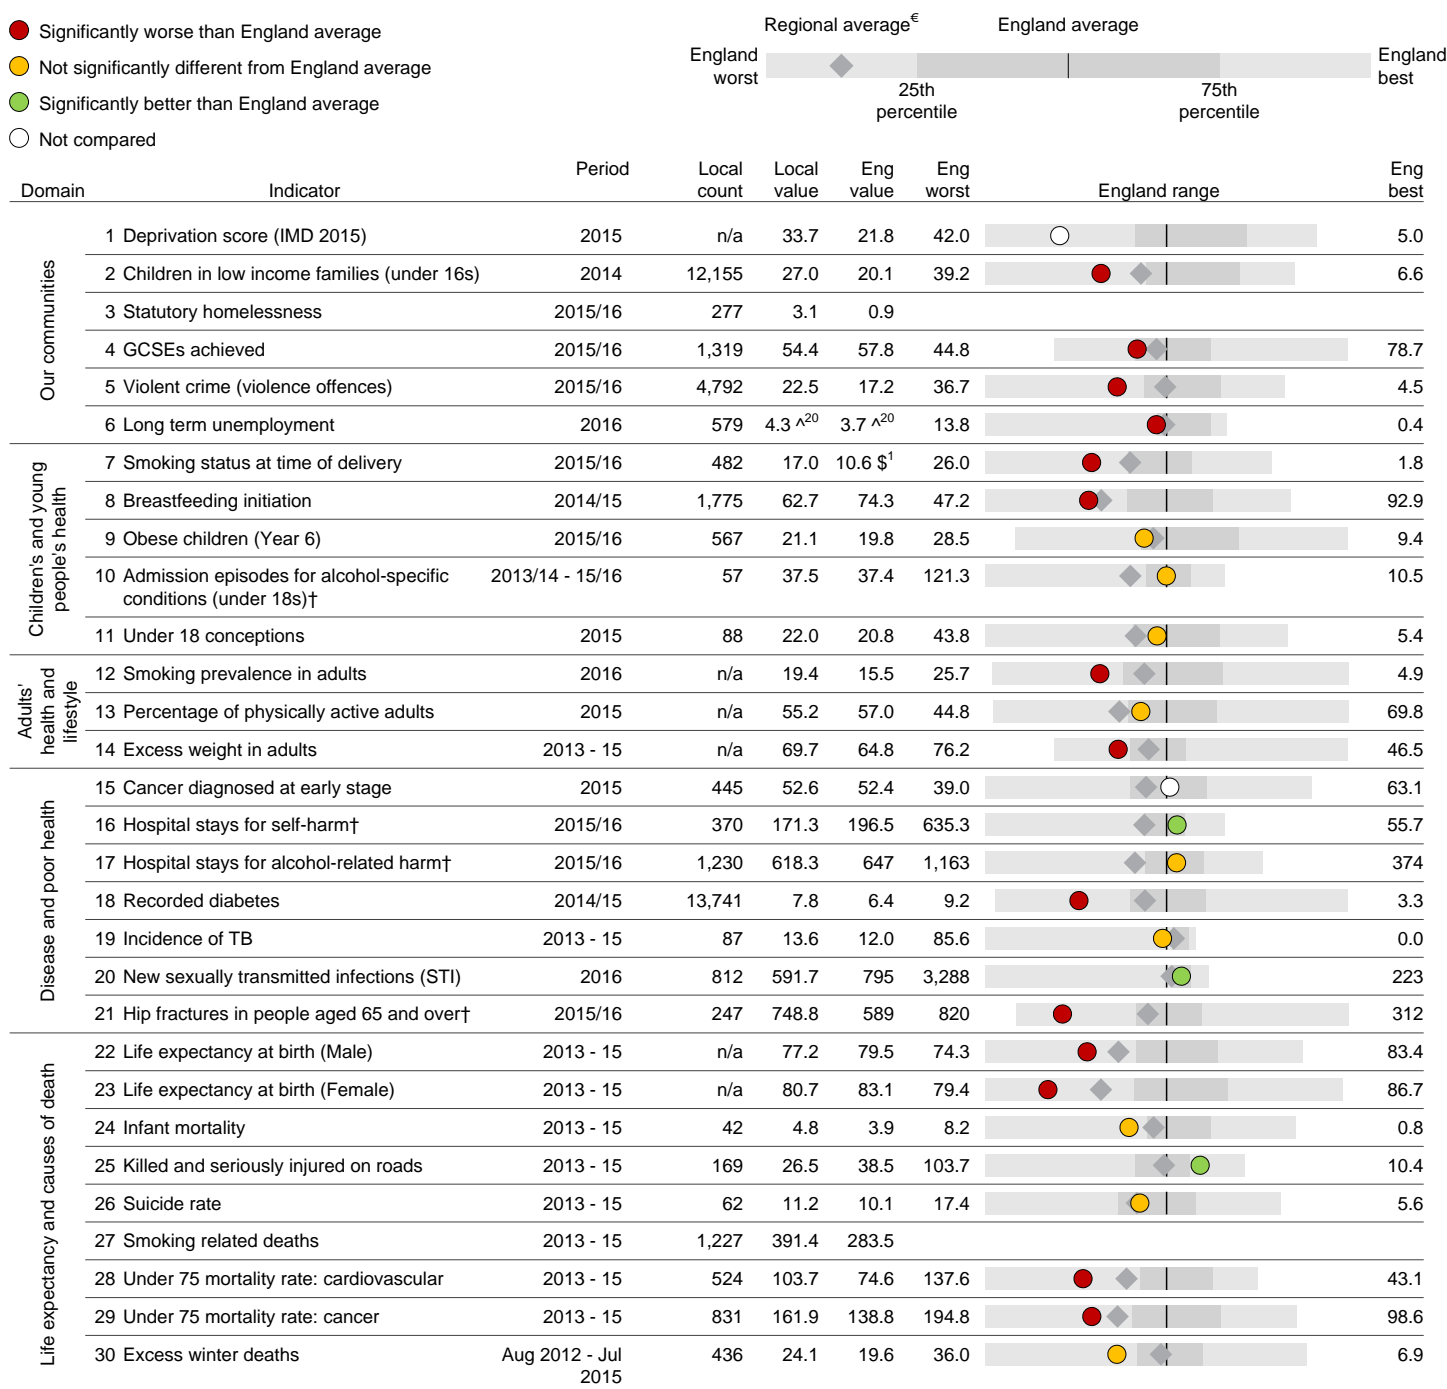 Significantly worse than England average
Not significantly different from England average
Significantly better than England average
Not compared
Regional average€ England average
England worst
England best
25th percentile
75th percentile
Domain Indicator Period Local count Local value Eng value Eng worst England range Eng best
Our communities
1 Deprivation score (IMD 2015) 2015 n/a 33.7 21.8 42.0 5.0
2 Children in low income families (under 16s) 2014 12,155 27.0 20.1 39.2 6.6
3 Statutory homelessness 2015/16 277 3.1 0.9
4 GCSEs achieved 2015/16 1,319 54.4 57.8 44.8 78.7
5 Violent crime (violence offences) 2015/16 4,792 22.5 17.2 36.7 4.5
6 Long term unemployment 2016 579 4.3 ^20 3.7 ^20 13.8 0.4
Children's and young people's health
7 Smoking status at time of delivery 2015/16 482 17.0 10.6 $1 26.0 1.8
8 Breastfeeding initiation 2014/15 1,775 62.7 74.3 47.2 92.9
9 Obese children (Year 6) 2015/16 567 21.1 19.8 28.5 9.4
10 Admission episodes for alcohol-specific 2013/14 - 15/16 57 37.5 37.4 121.3 10.5
conditions (under 18s)†
11 Under 18 conceptions 2015 88 22.0 20.8 43.8 5.4
Adults' health and lifestyle
12 Smoking prevalence in adults 2016 n/a 19.4 15.5 25.7 4.9
13 Percentage of physically active adults 2015 n/a 55.2 57.0 44.8 69.8
14 Excess weight in adults 2013 - 15 n/a 69.7 64.8 76.2 46.5
Disease and poor health
15 Cancer diagnosed at early stage 2015 445 52.6 52.4 39.0 63.1
16 Hospital stays for self-harm† 2015/16 370 171.3 196.5 635.3 55.7
17 Hospital stays for alcohol-related harm† 2015/16 1,230 618.3 647 1,163 374
18 Recorded diabetes 2014/15 13,741 7.8 6.4 9.2 3.3
19 Incidence of TB 2013 - 15 87 13.6 12.0 85.6 0.0
20 New sexually transmitted infections (STI) 2016 812 591.7 795 3,288 223
21 Hip fractures in people aged 65 and over† 2015/16 247 748.8 589 820 312
Life expectancy and causes of death
22 Life expectancy at birth (Male) 2013 - 15 n/a 77.2 79.5 74.3 83.4
23 Life expectancy at birth (Female) 2013 - 15 n/a 80.7 83.1 79.4 86.7
24 Infant mortality 2013 - 15 42 4.8 3.9 8.2 0.8
25 Killed and seriously injured on roads 2013 - 15 169 26.5 38.5 103.7 10.4
26 Suicide rate 2013 - 15 62 11.2 10.1 17.4 5.6
27 Smoking related deaths 2013 - 15 1,227 391.4 283.5
28 Under 75 mortality rate: cardiovascular 2013 - 15 524 103.7 74.6 137.6 43.1
29 Under 75 mortality rate: cancer 2013 - 15 831 161.9 138.8 194.8 98.6
30 Excess winter deaths Aug 2012 - Jul 436 24.1 19.6 36.0 6.9
2015